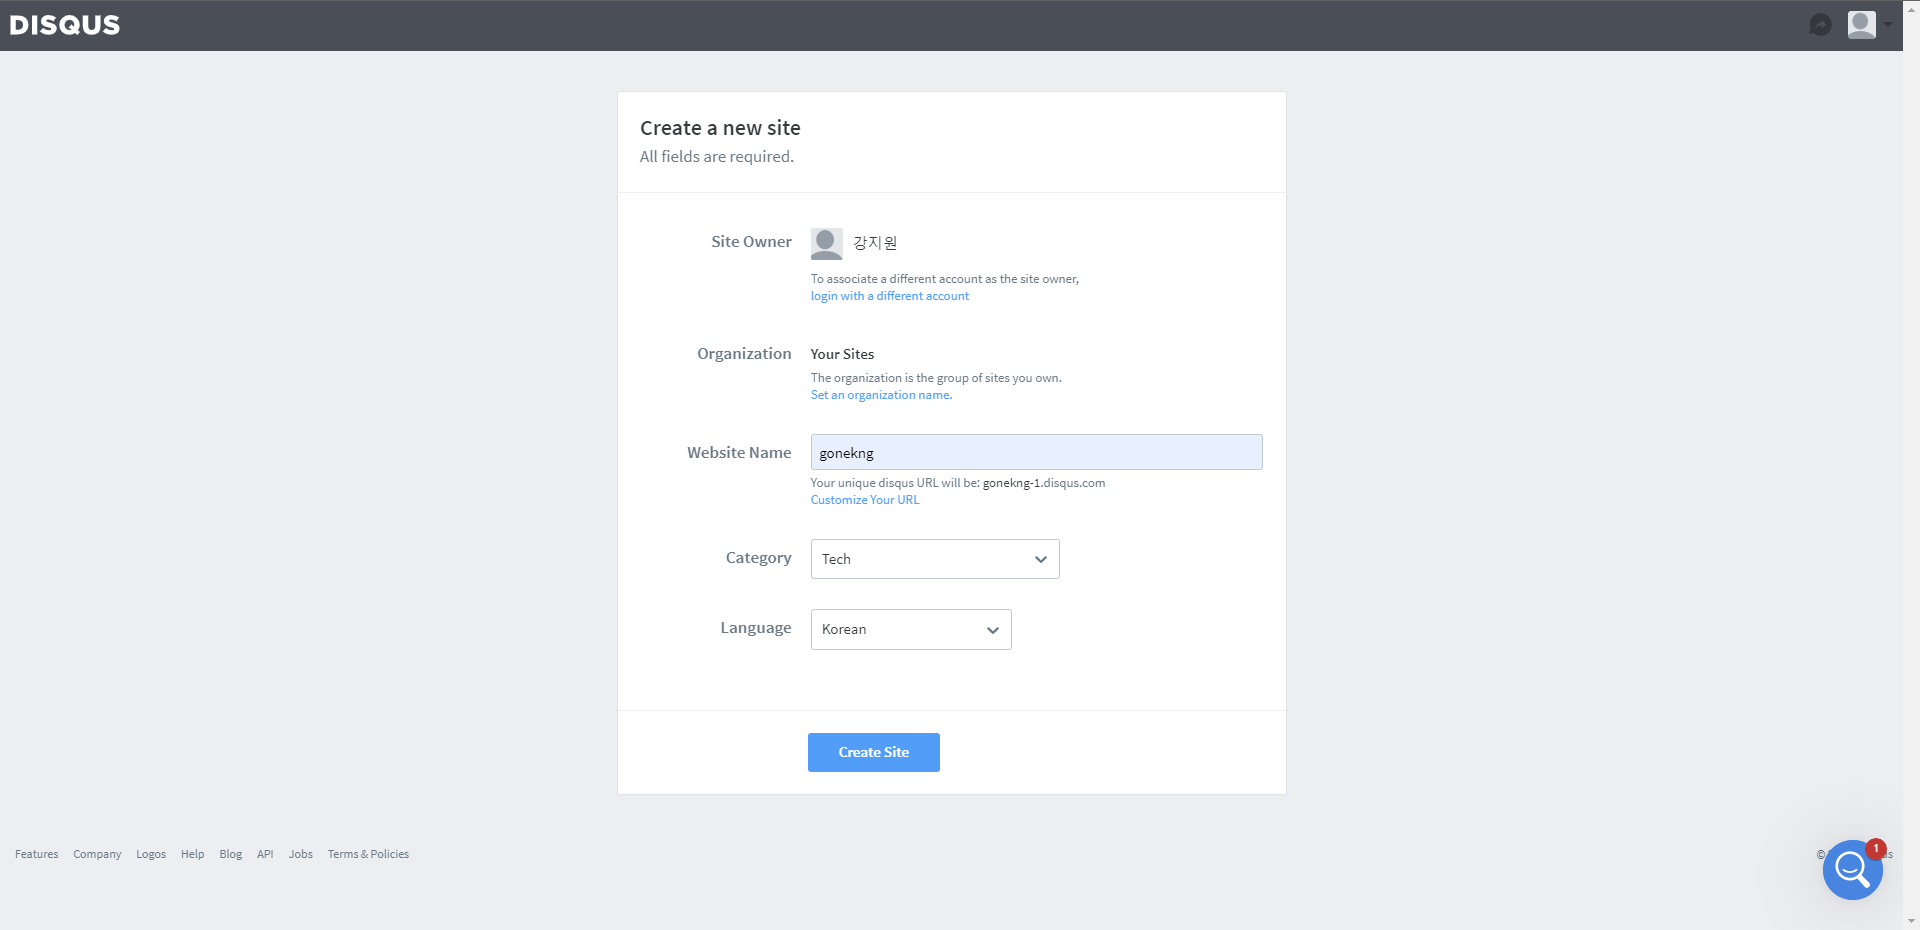 DISQUS
Create a new site
All fields are required.
Site Owner
강지원
To associate a different account as the site owner,
login with a different account
Organization
Your Sites
The organization is the group of sites you own.
Set an organization name.
Website Name
gonekng
Your unique disqus URL will be: gonekng-1.disqus.com
Customize Your URL
Category
Tech
Language
Korean
Create Site
Features Company Logos Help Blog API Jobs Terms & Policies
©
1